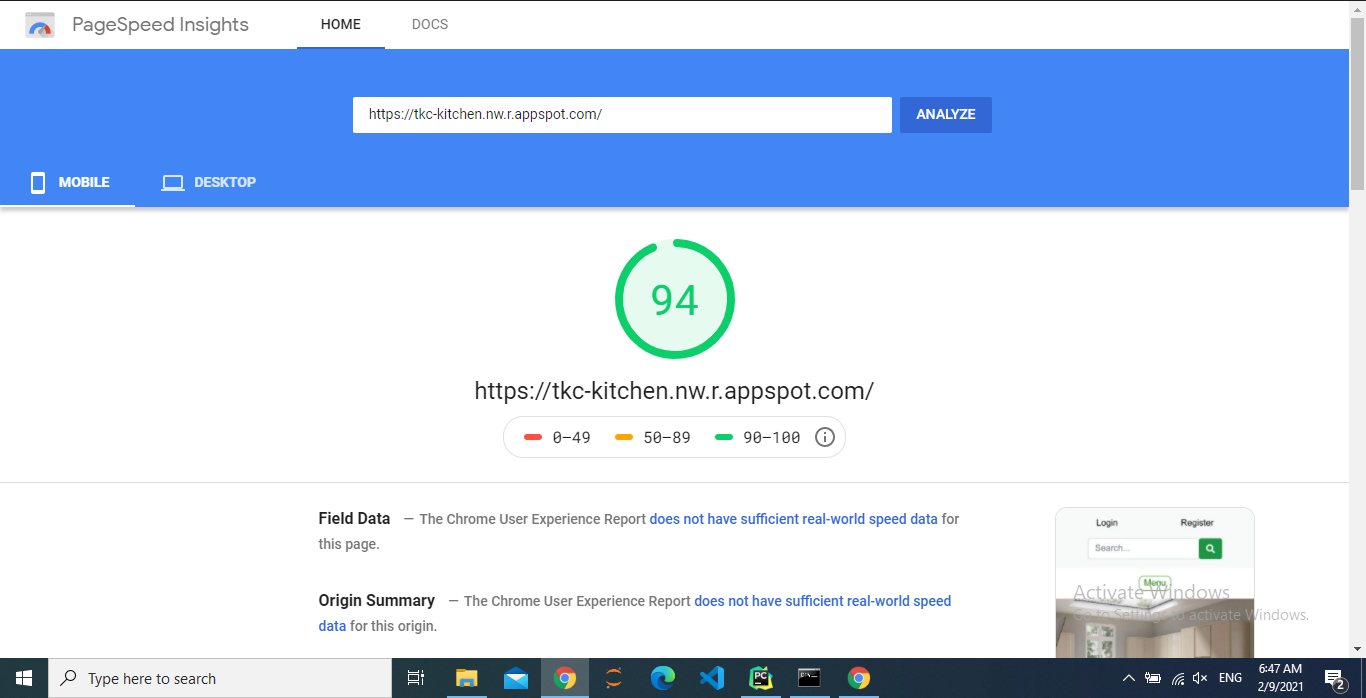 PageSpeed Insights
HOME
DOCS
https://tkc-kitchen.nw.r.appspot.com/
ANALYZE
MOBILE
DESKTOP
94
https://tkc-kitchen.nw.r.appspot.com/
0–49
50–89
90–100
Field Data — The Chrome User Experience Report does not have sufficient real-world speed data for
this page.
Origin Summary — The Chrome User Experience Report does not have sufficient real-world speed
data for this origin.
Login
Register
Search...
Menu
Activate Windows
Go to Settings to activate Windows.
Type here to search
PC
ENG
6:47 AM
2/9/2021
2